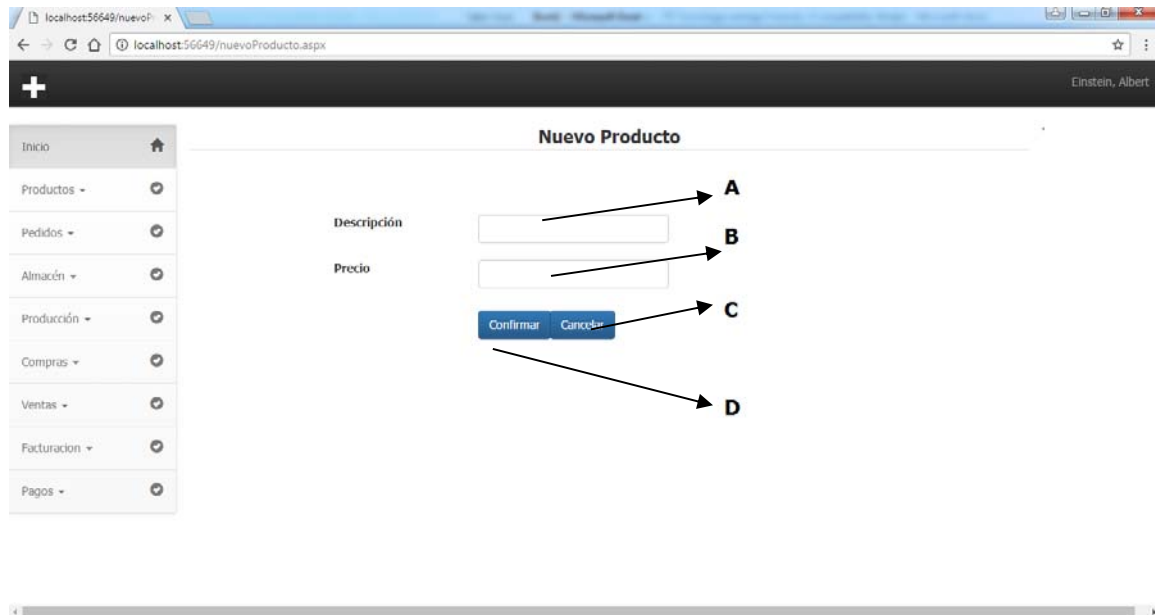 localhost:56649/nuevoP
localhost:56649/nuevoProducto.aspx
Einstein, Albert
Nuevo Producto
Inicio
Productos
Pedidos
Almacén
Producción
Compras
Ventas
Facturacion
Pagos
Descripción
Precio
Confirmar Cancelar
A
B
C
D